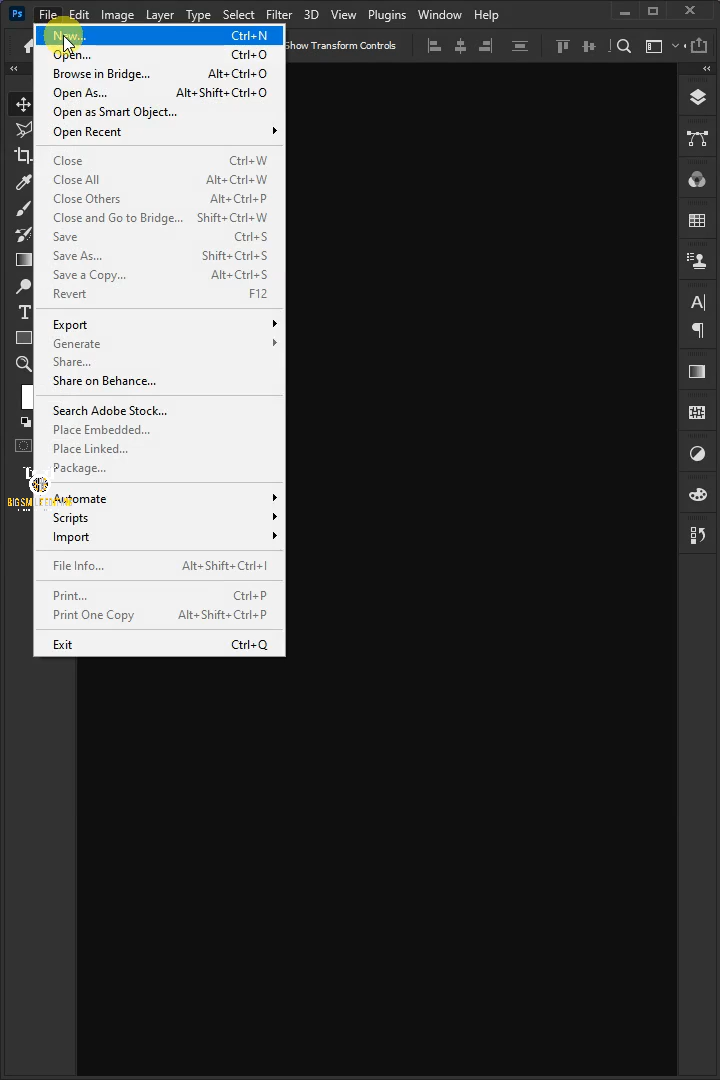 Ps File Edit Image Layer Type Select Filter 3D View Plugins Window Help
Show Transform Controls
New... Ctrl+N
Open... Ctrl+O
Browse in Bridge... Alt+Ctrl+O
Open As... Alt+Shift+Ctrl+O
Open as Smart Object...
Open Recent
Close Ctrl+W
Close All Alt+Ctrl+W
Close Others Alt+Ctrl+P
Close and Go to Bridge... Shift+Ctrl+W
Save Ctrl+S
Save As... Shift+Ctrl+S
Save a Copy... Alt+Ctrl+S
Revert F12
Export
Generate
Share...
Share on Behance...
Search Adobe Stock...
Place Embedded...
Place Linked...
Package...
Automate
Scripts
Import
File Info... Alt+Shift+Ctrl+I
Print... Ctrl+P
Print One Copy Alt+Shift+Ctrl+P
Exit Ctrl+Q